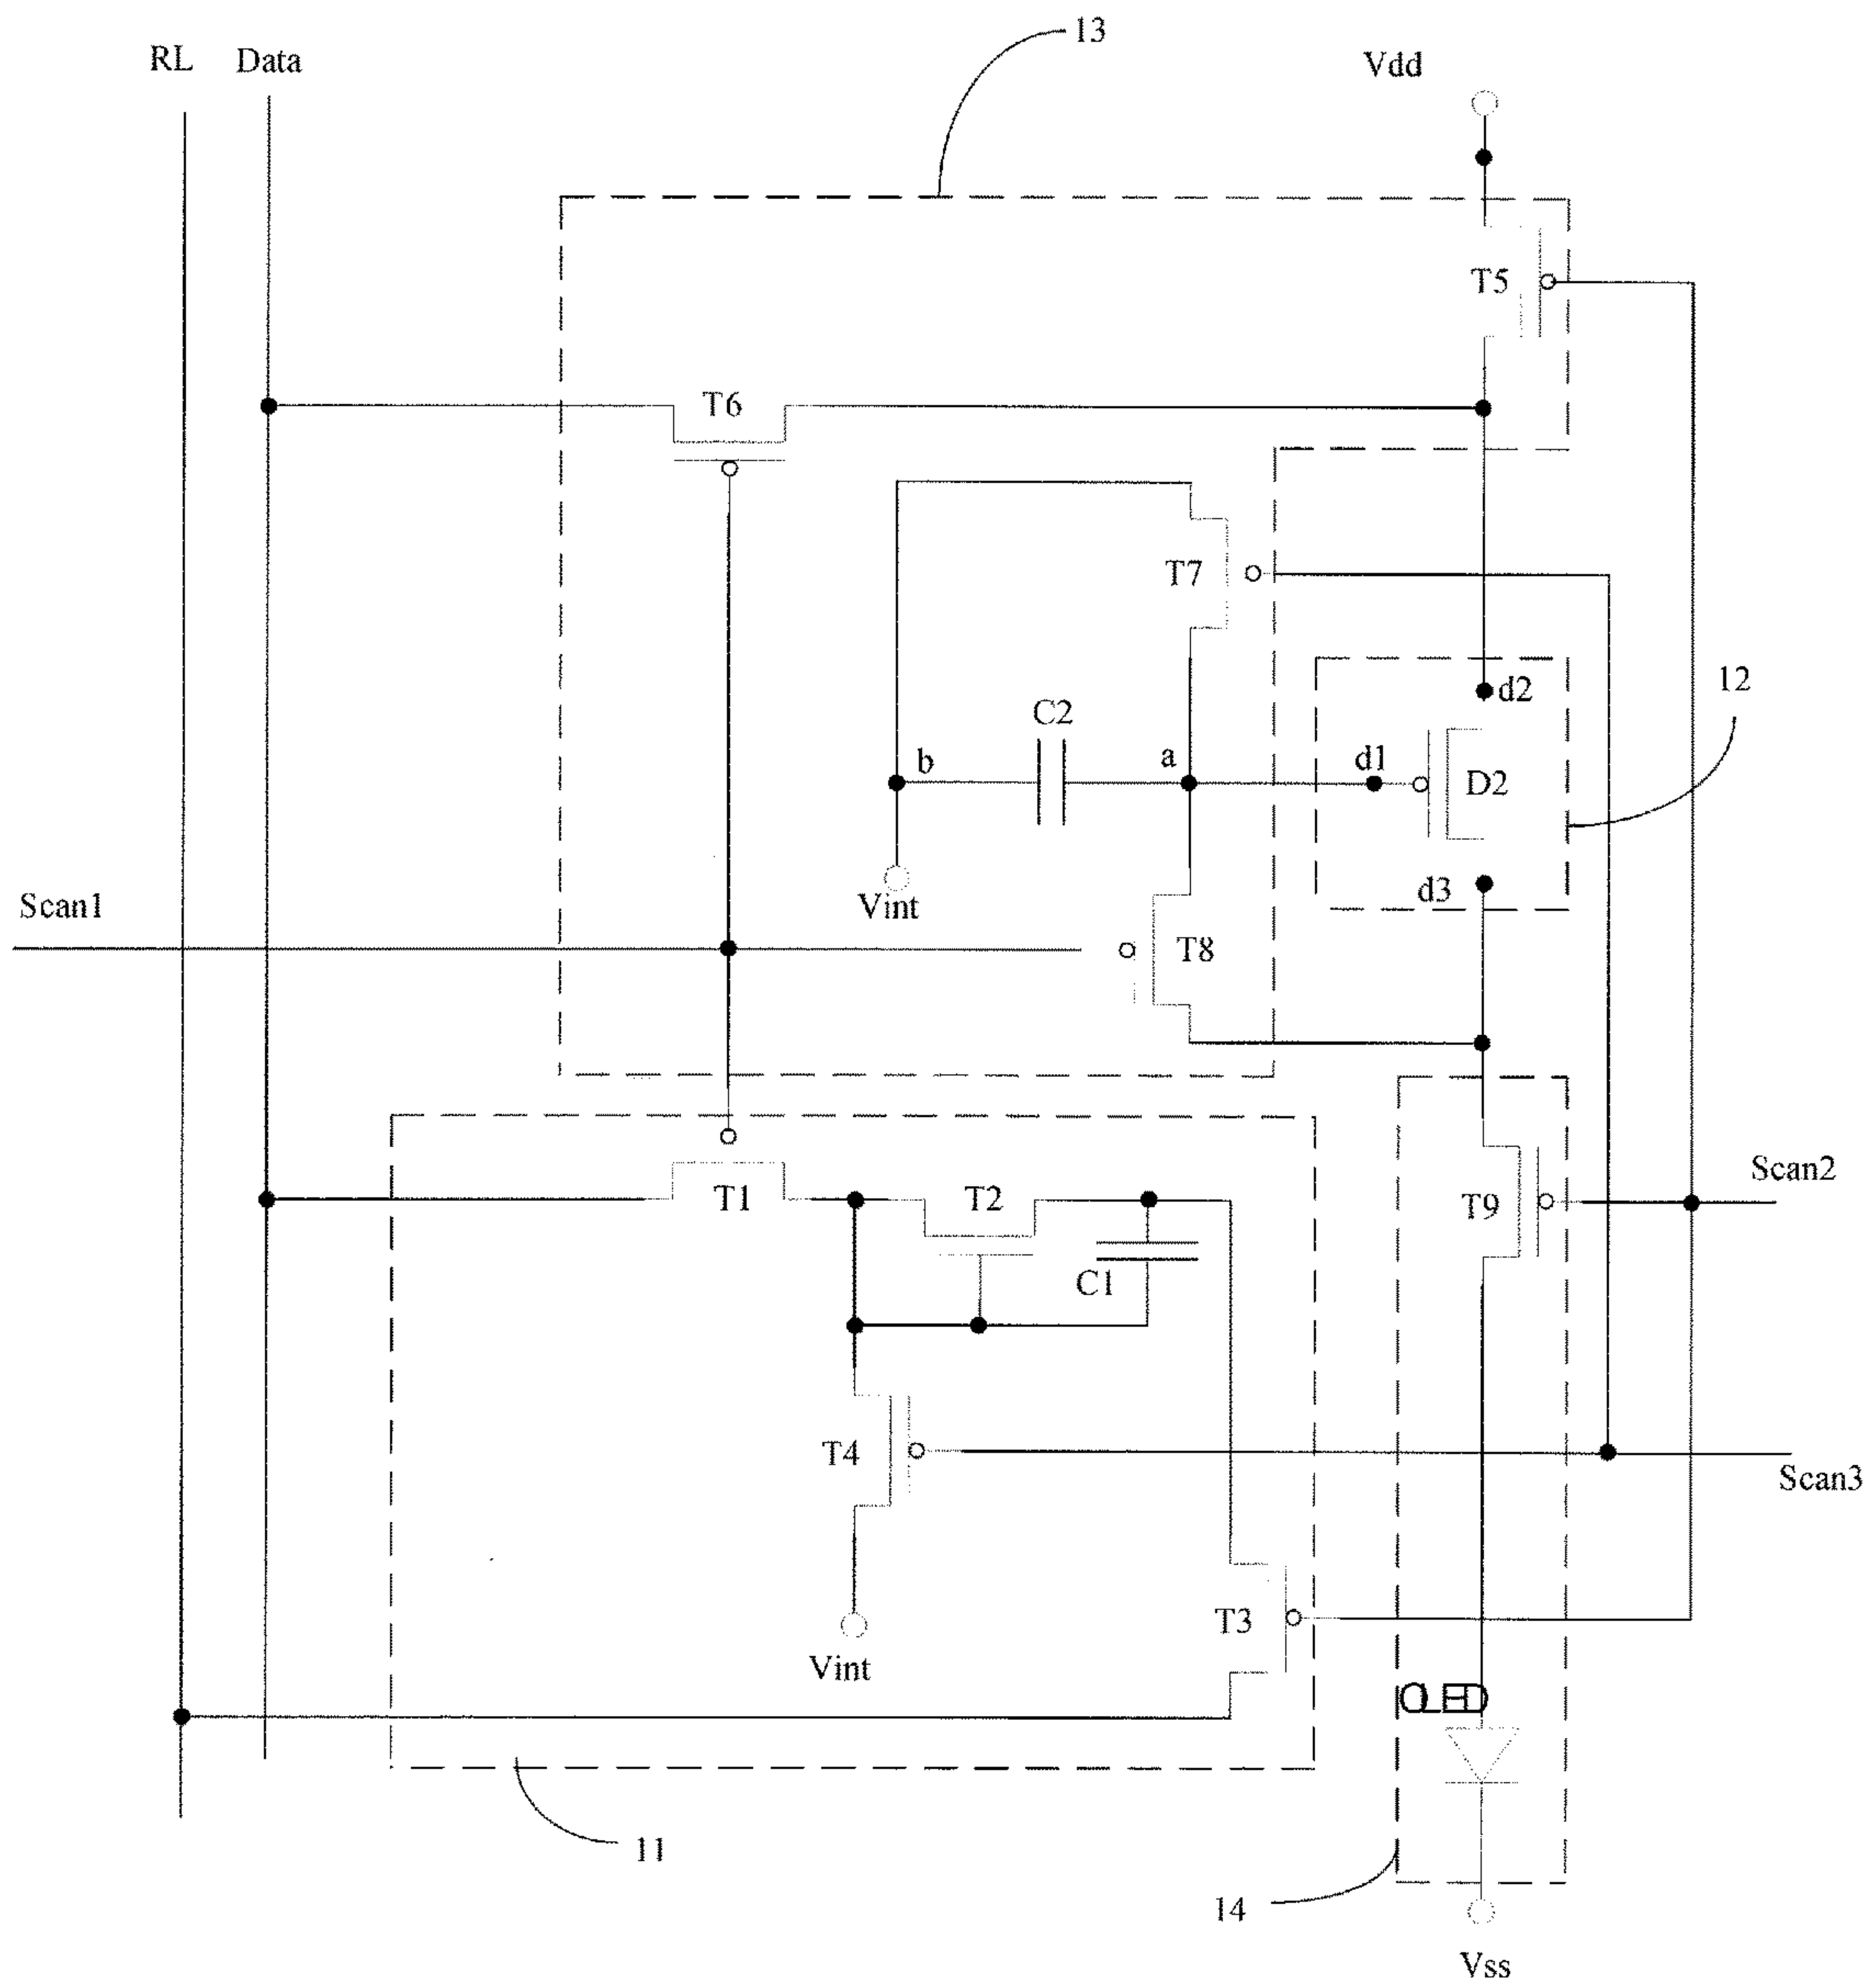 13
RL
Data
Vdd
T5
T6
T7
12
d2
C2
b
a
d1
D2
Vint
d3
Scan1
T8
Scan2
T1
T2
T9
C1
T4
Scan3
T3
Vint
OLED
11
14
Vss